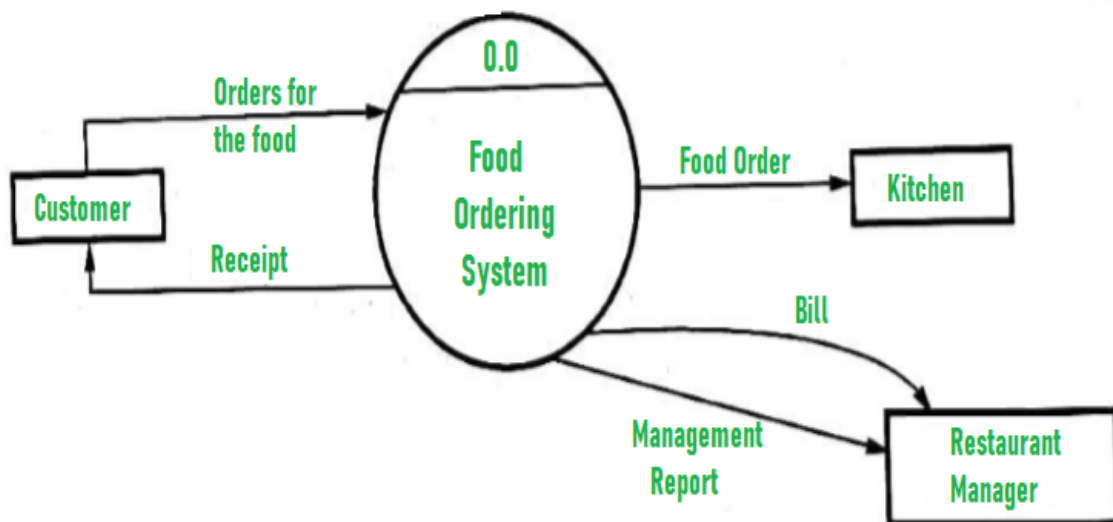 0.0
Orders for
the food
Food
Ordering
System
Food Order
Kitchen
Customer
Receipt
Bill
Management
Report
Restaurant
Manager